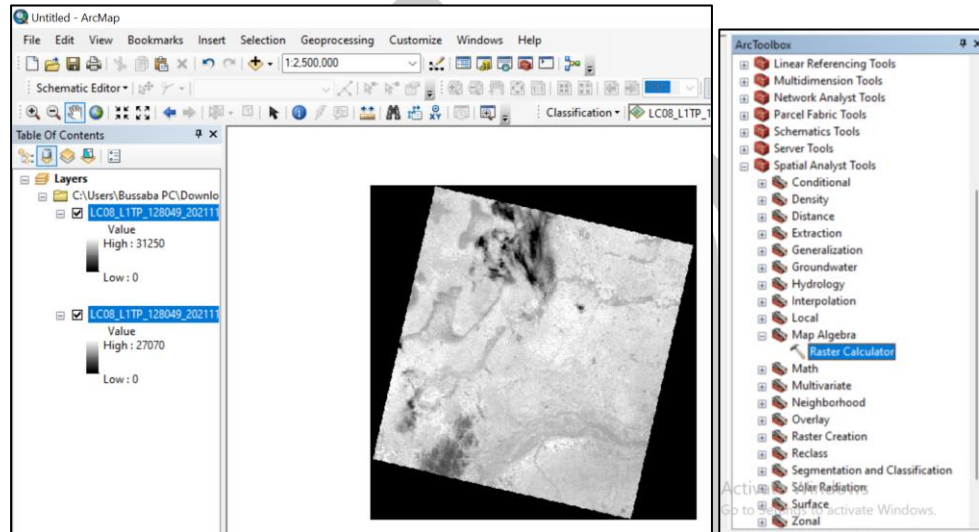 Untitled - ArcMap
File Edit View Bookmarks Insert Selection Geoprocessing Customize Windows Help
1:2,500,000
Schematic Editor
Classification LC08_L1TP_1
Table Of Contents
Layers
C:\Users\Bussaba PC\Downlo
LC08_L1TP_128049_202111
Value
High : 31250
Low : 0
LC08_L1TP_128049_202111
Value
High : 27070
Low : 0
ArcToolbox
Linear Referencing Tools
Multidimension Tools
Network Analyst Tools
Parcel Fabric Tools
Schematics Tools
Server Tools
Spatial Analyst Tools
Conditional
Density
Distance
Extraction
Generalization
Groundwater
Hydrology
Interpolation
Local
Map Algebra
Raster Calculator
Math
Multivariate
Neighborhood
Overlay
Raster Creation
Reclass
Segmentation and Classification
Solar Radiation
Surface
Zonal
Activate Windows
Go to Settings to activate Windows.